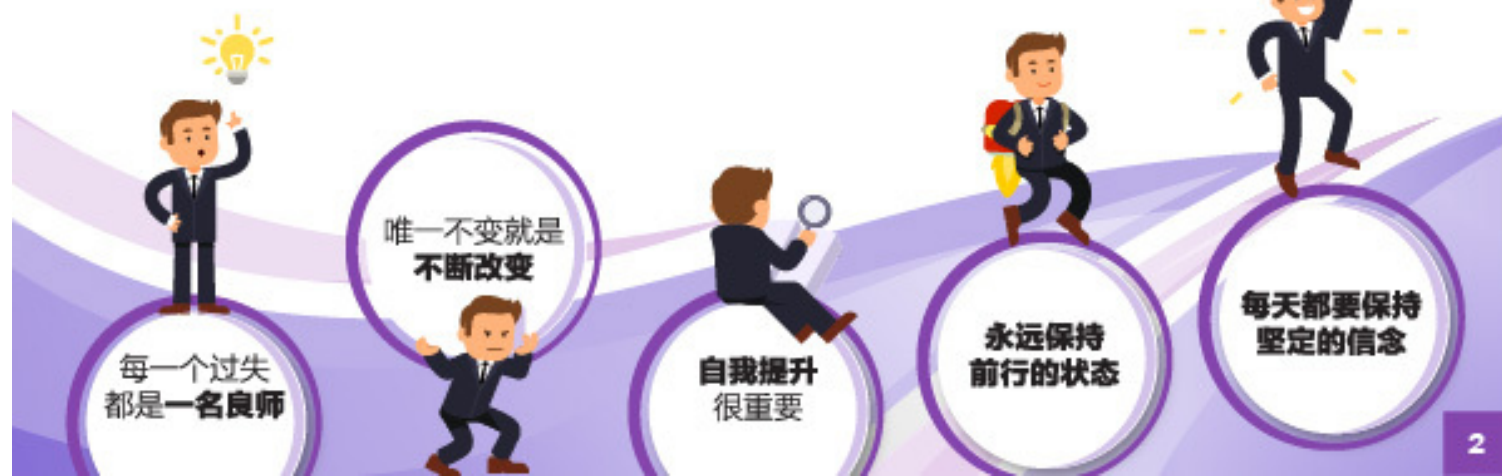 每一个过失
都是一名良师
唯一不变就是
不断改变
自我提升
很重要
永远保持
前行的状态
每天都要保持
坚定的信念
2